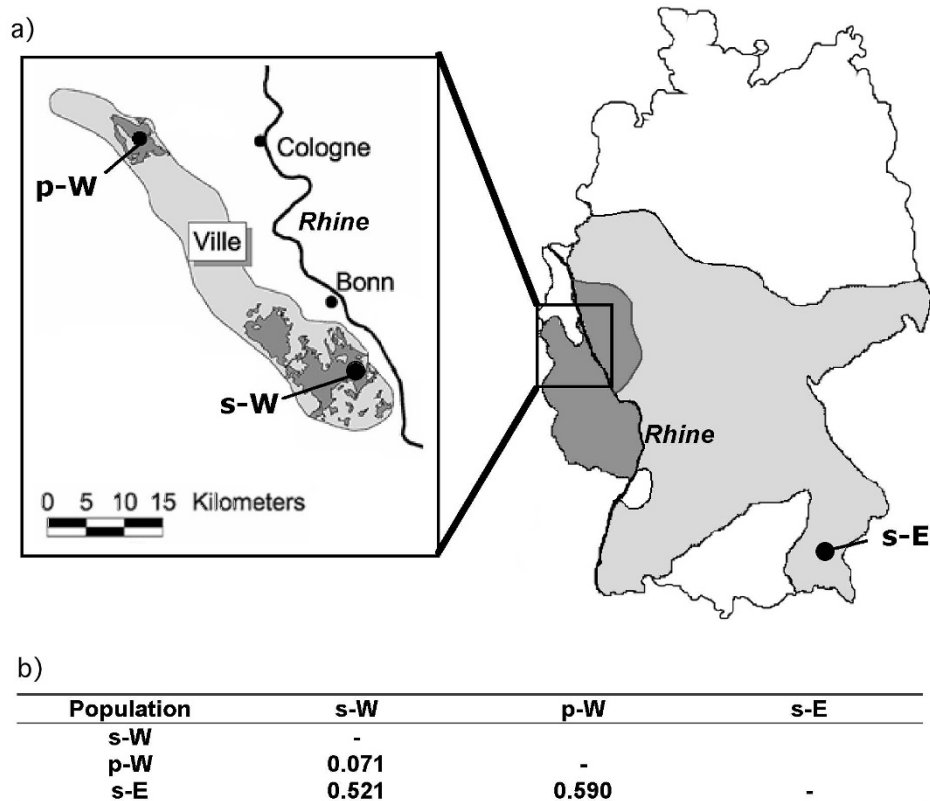 a)
Cologne
p-W
Rhine
Ville
Bonn
s-W
0 5 10 15 Kilometers
Rhine
s-E
b)
Population s-W p-W s-E
s-W -
p-W 0.071 -
s-E 0.521 0.590 -